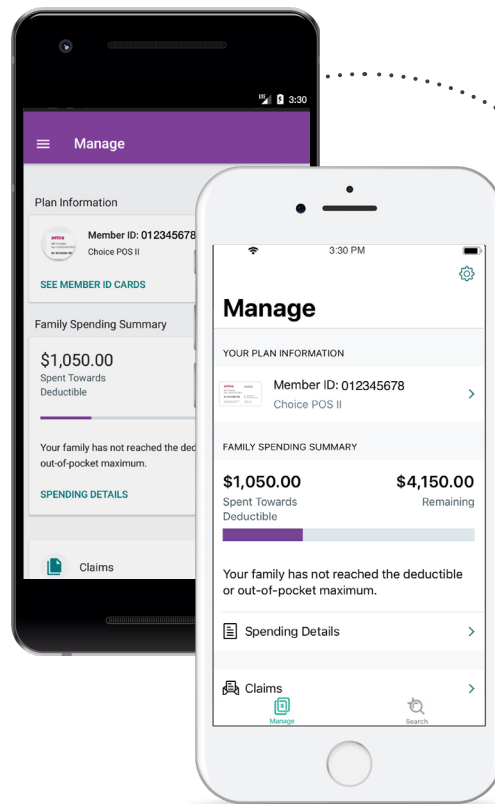 LTE 3:30
Manage
Plan Information
aetna
Member ID: 012345678
Choice POS II
SEE MEMBER ID CARDS
Family Spending Summary
$1,050.00
Spent Towards
Deductible
Your family has not reached the ded
out-of-pocket maximum.
SPENDING DETAILS
Claims
3:30 PM
Manage
YOUR PLAN INFORMATION
Member ID: 012345678
Choice POS II
FAMILY SPENDING SUMMARY
$1,050.00 $4,150.00
Spent Towards Remaining
Deductible
Your family has not reached the deductible
or out-of-pocket maximum.
Spending Details
Claims
Manage Search